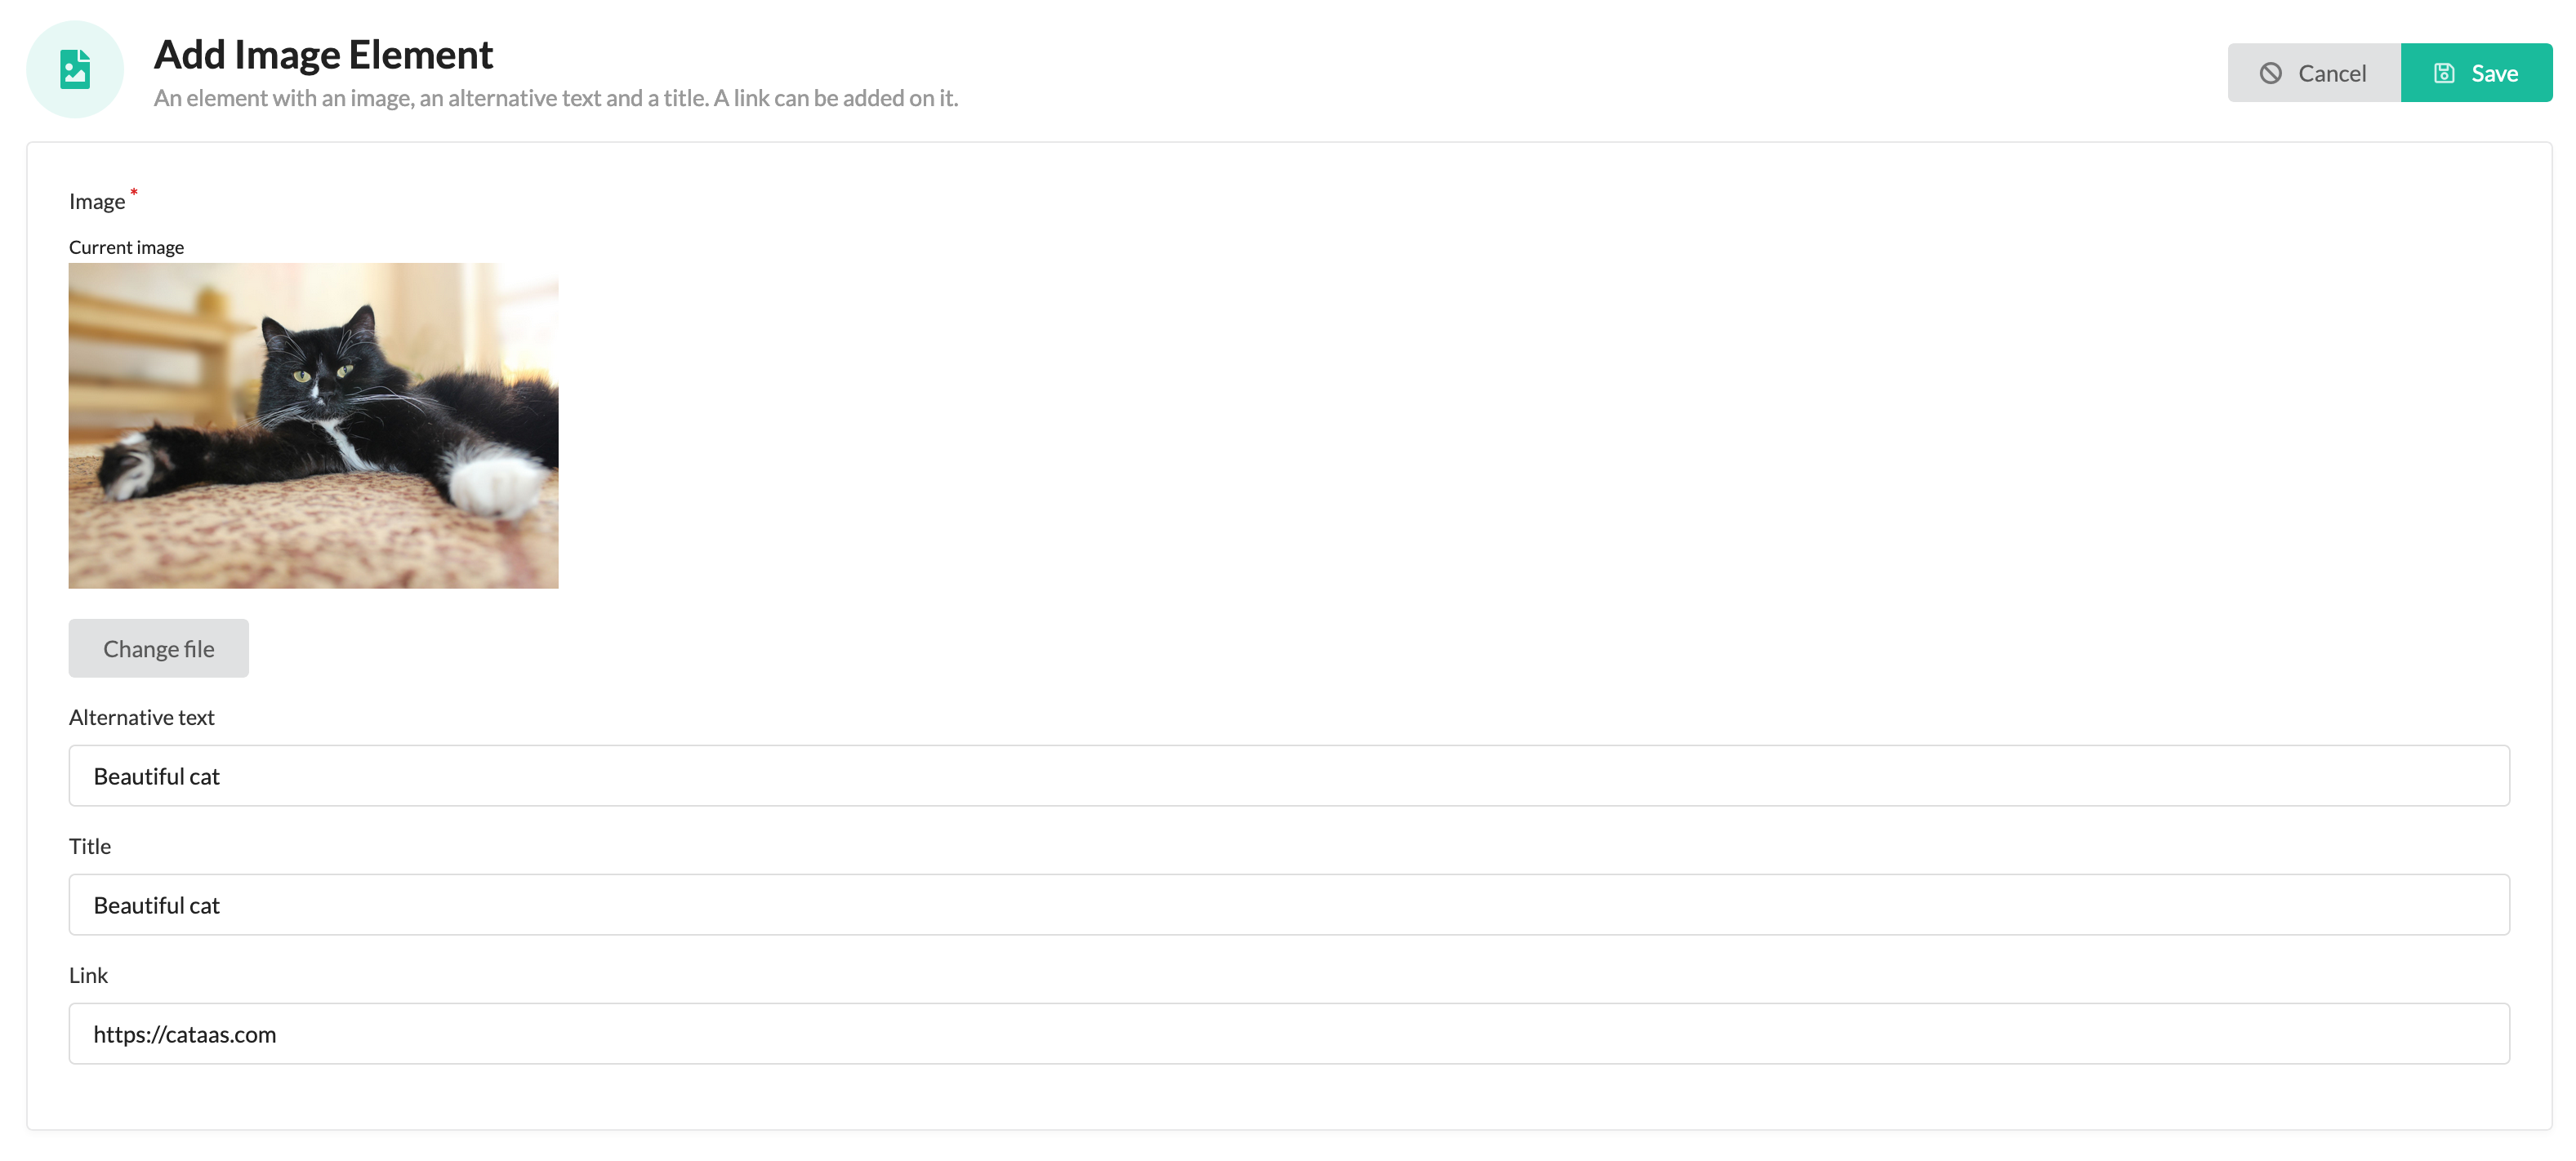 Add Image Element
An element with an image, an alternative text and a title. A link can be added on it.
Cancel
Save
Image *
Current image
Change file
Alternative text
Beautiful cat
Title
Beautiful cat
Link
https://cataas.com